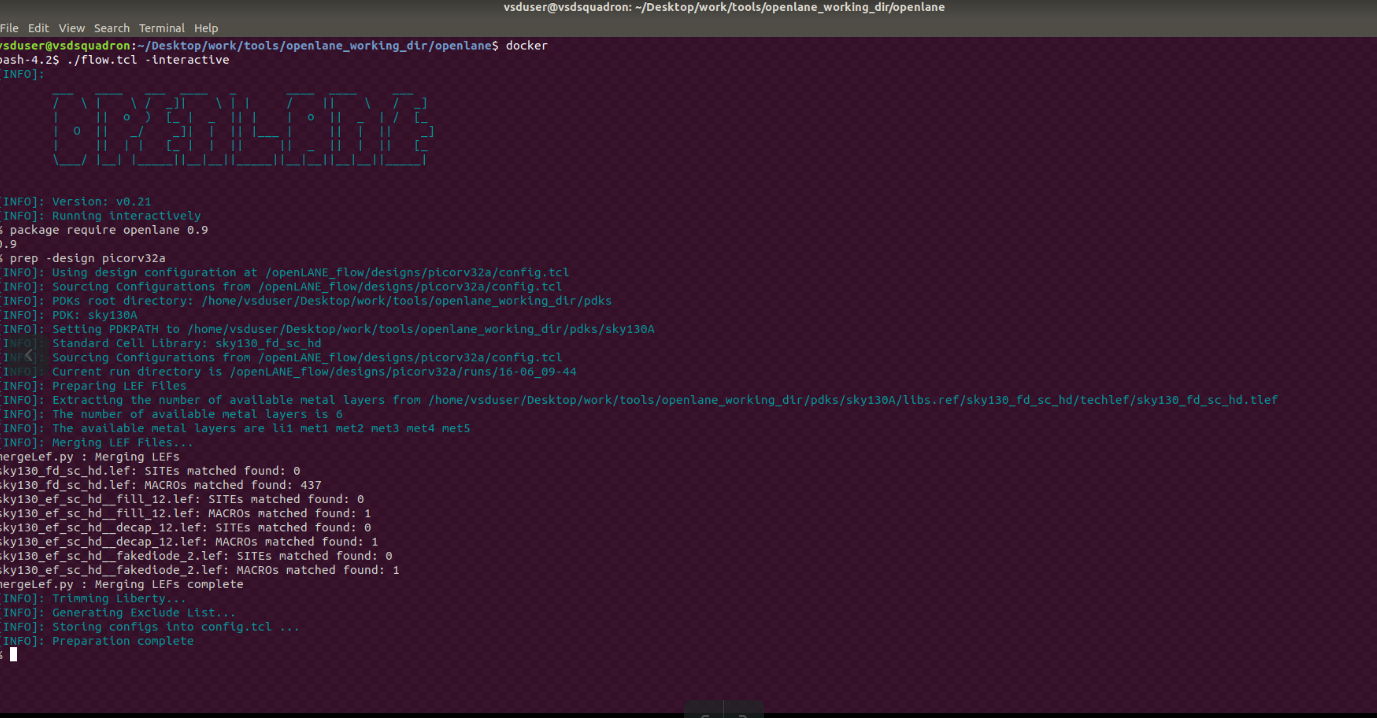 vsduser@vsdsquadron: ~/Desktop/work/tools/openlane_working_dir/openlane
File Edit View Search Terminal Help
vsduser@vsdsquadron:~/Desktop/work/tools/openlane_working_dir/openlane$ docker
bash-4.2$ ./flow.tcl -interactive
[INFO]:
OPENLANE
[INFO]: Version: v0.21
[INFO]: Running interactively
% package require openlane 0.9
0.9
% prep -design picorv32a
[INFO]: Using design configuration at /openLANE_flow/designs/picorv32a/config.tcl
[INFO]: Sourcing Configurations from /openLANE_flow/designs/picorv32a/config.tcl
[INFO]: PDKs root directory: /home/vsduser/Desktop/work/tools/openlane_working_dir/pdks
[INFO]: PDK: sky130A
[INFO]: Setting PDKPATH to /home/vsduser/Desktop/work/tools/openlane_working_dir/pdks/sky130A
[INFO]: Standard Cell Library: sky130_fd_sc_hd
[INFO]: Sourcing Configurations from /openLANE_flow/designs/picorv32a/config.tcl
[INFO]: Current run directory is /openLANE_flow/designs/picorv32a/runs/16-06_09-44
[INFO]: Preparing LEF Files
[INFO]: Extracting the number of available metal layers from /home/vsduser/Desktop/work/tools/openlane_working_dir/pdks/sky130A/libs.ref/sky130_fd_sc_hd/techlef/sky130_fd_sc_hd.tlef
[INFO]: The number of available metal layers is 6
[INFO]: The available metal layers are li1 met1 met2 met3 met4 met5
[INFO]: Merging LEF Files...
mergeLef.py : Merging LEFs
sky130_fd_sc_hd.lef: SITEs matched found: 0
sky130_fd_sc_hd.lef: MACROs matched found: 437
sky130_ef_sc_hd__fill_12.lef: SITEs matched found: 0
sky130_ef_sc_hd__fill_12.lef: MACROs matched found: 1
sky130_ef_sc_hd__decap_12.lef: SITEs matched found: 0
sky130_ef_sc_hd__decap_12.lef: MACROs matched found: 1
sky130_ef_sc_hd__fakediode_2.lef: SITEs matched found: 0
sky130_ef_sc_hd__fakediode_2.lef: MACROs matched found: 1
mergeLef.py : Merging LEFs complete
[INFO]: Trimming Liberty...
[INFO]: Generating Exclude List...
[INFO]: Storing configs into config.tcl ...
[INFO]: Preparation complete
%